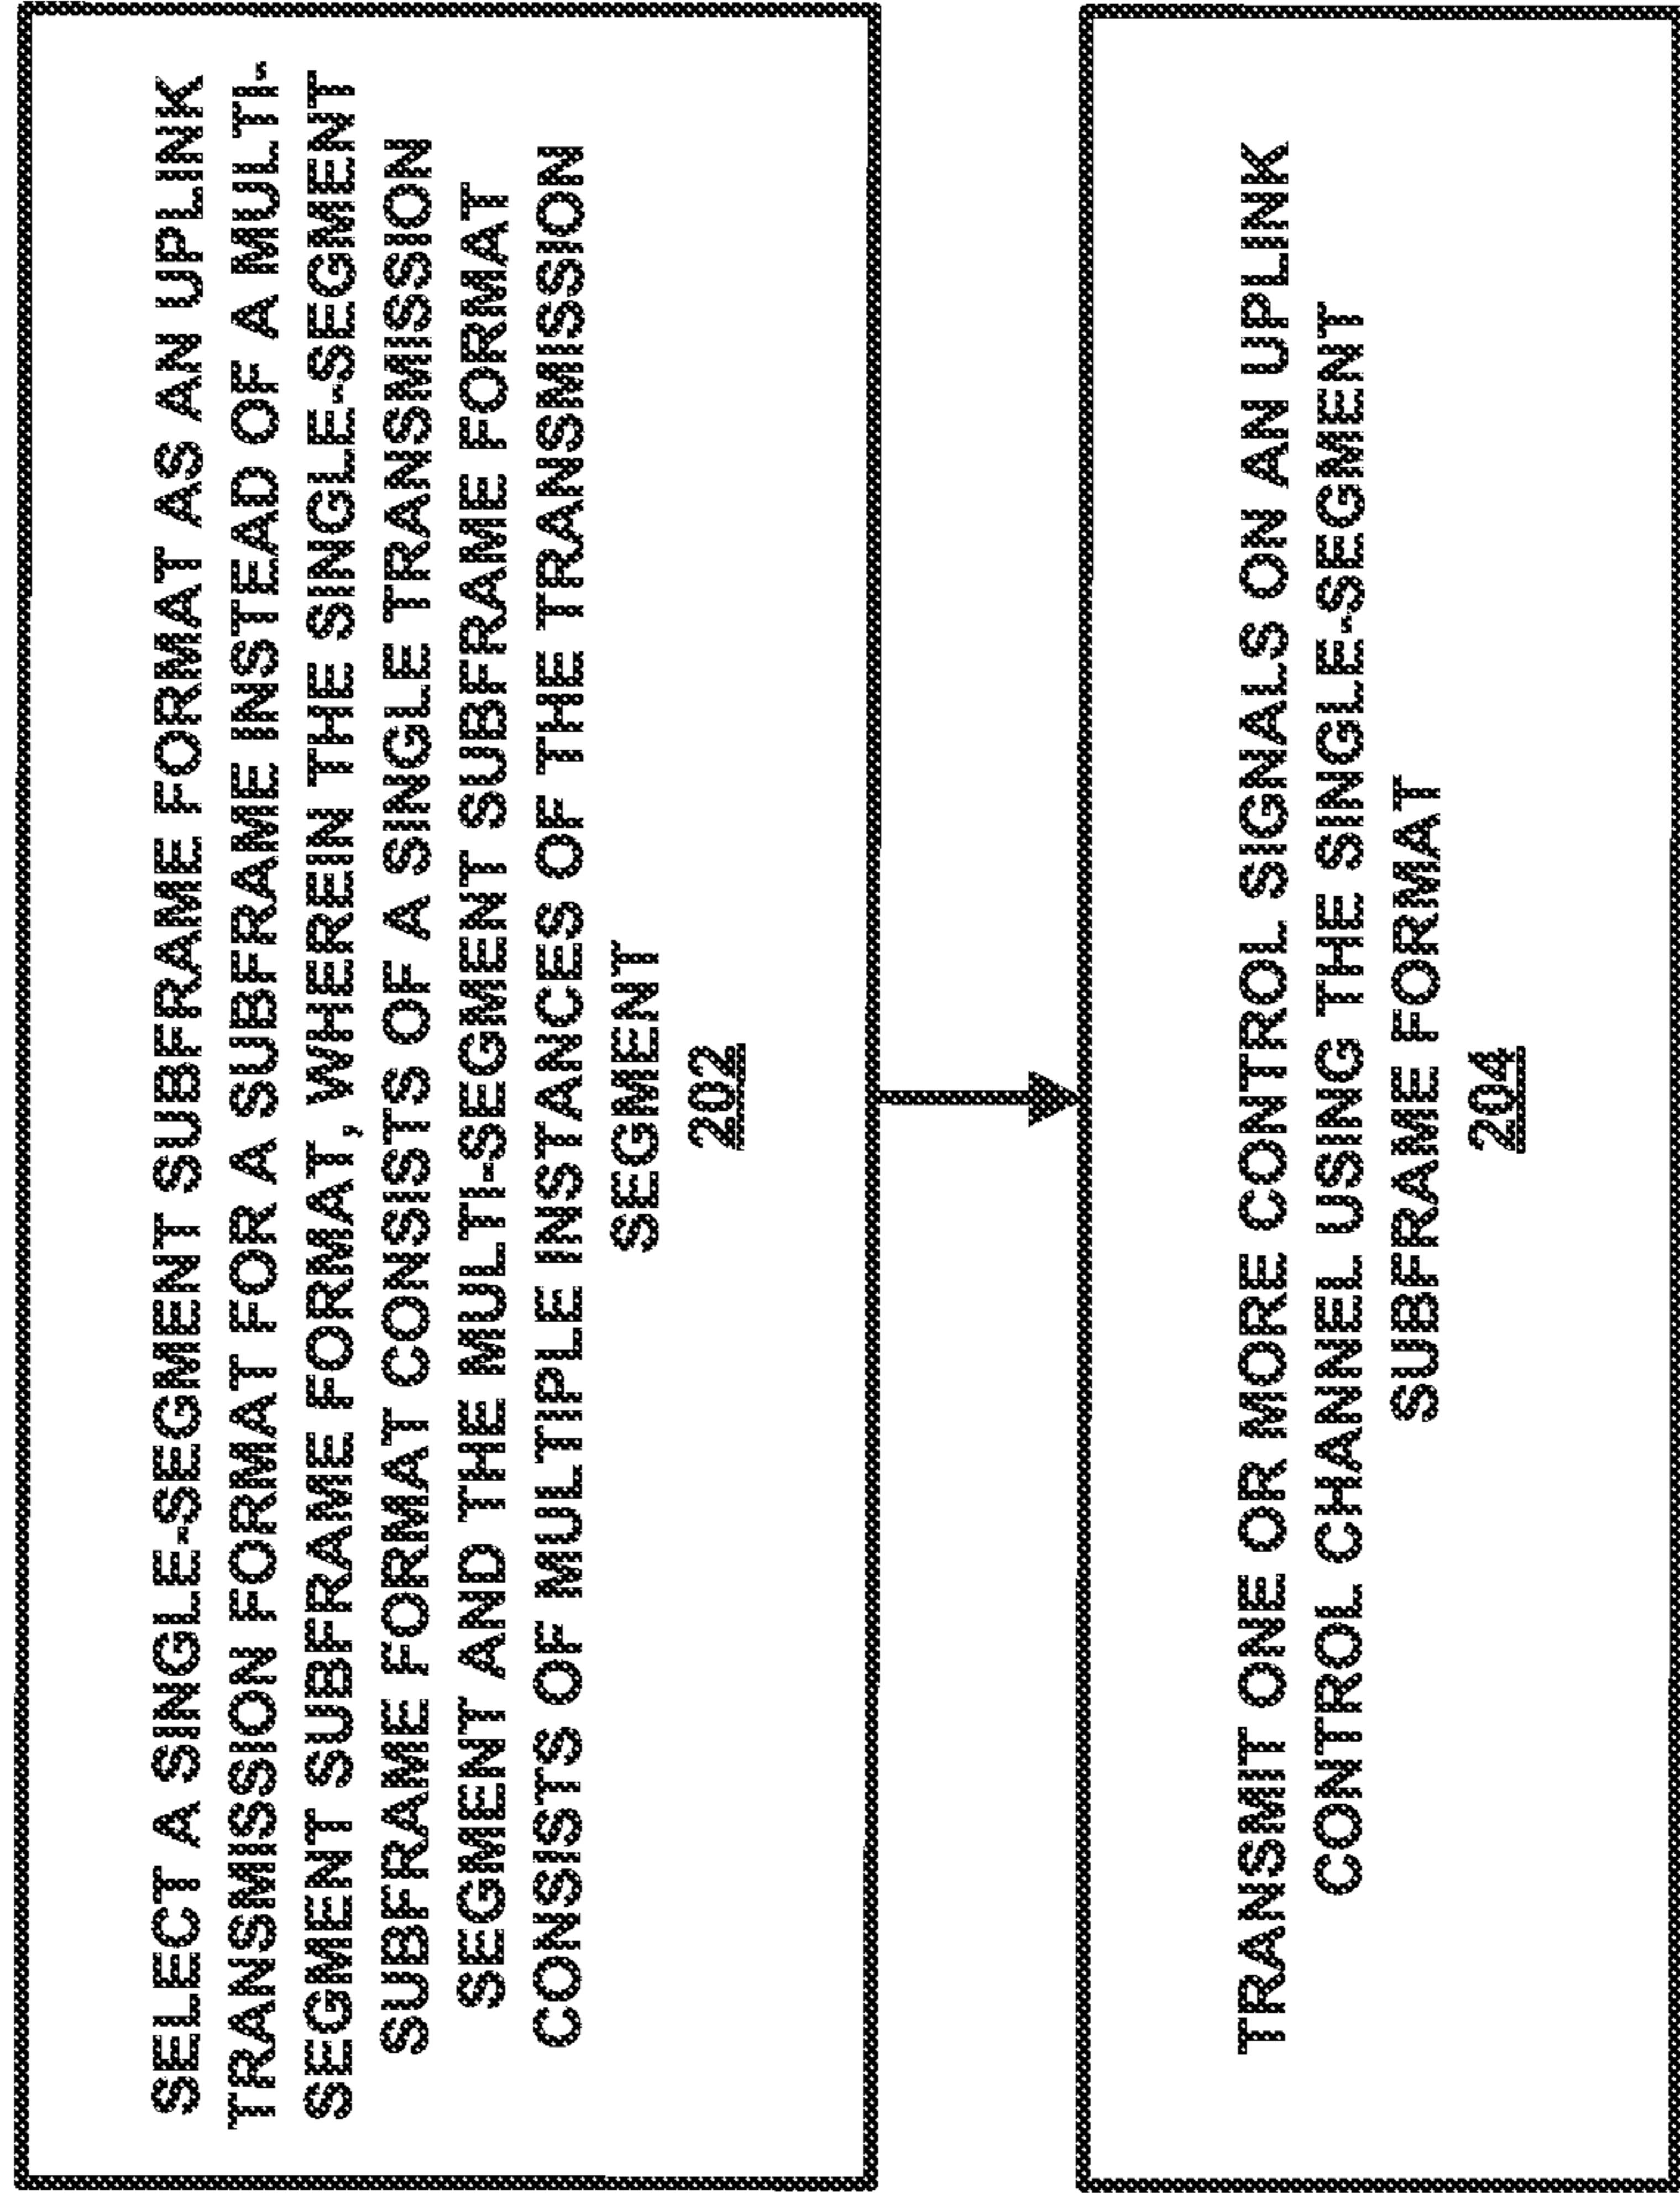 SELECT A SINGLE-SEGMENT SUBFRAME FORMAT AS AN UPLINK
TRANSMISSION FORMAT FOR A SUBFRAME INSTEAD OF A MULTI-
SEGMENT SUBFRAME FORMAT, WHEREIN THE SINGLE-SEGMENT
SUBFRAME FORMAT CONSISTS OF A SINGLE TRANSMISSION
SEGMENT AND THE MULTI-SEGMENT SUBFRAME FORMAT
CONSISTS OF MULTIPLE INSTANCES OF THE TRANSMISSION
SEGMENT
202
TRANSMIT ONE OR MORE CONTROL SIGNALS ON AN UPLINK
CONTROL CHANNEL USING THE SINGLE-SEGMENT
SUBFRAME FORMAT
204